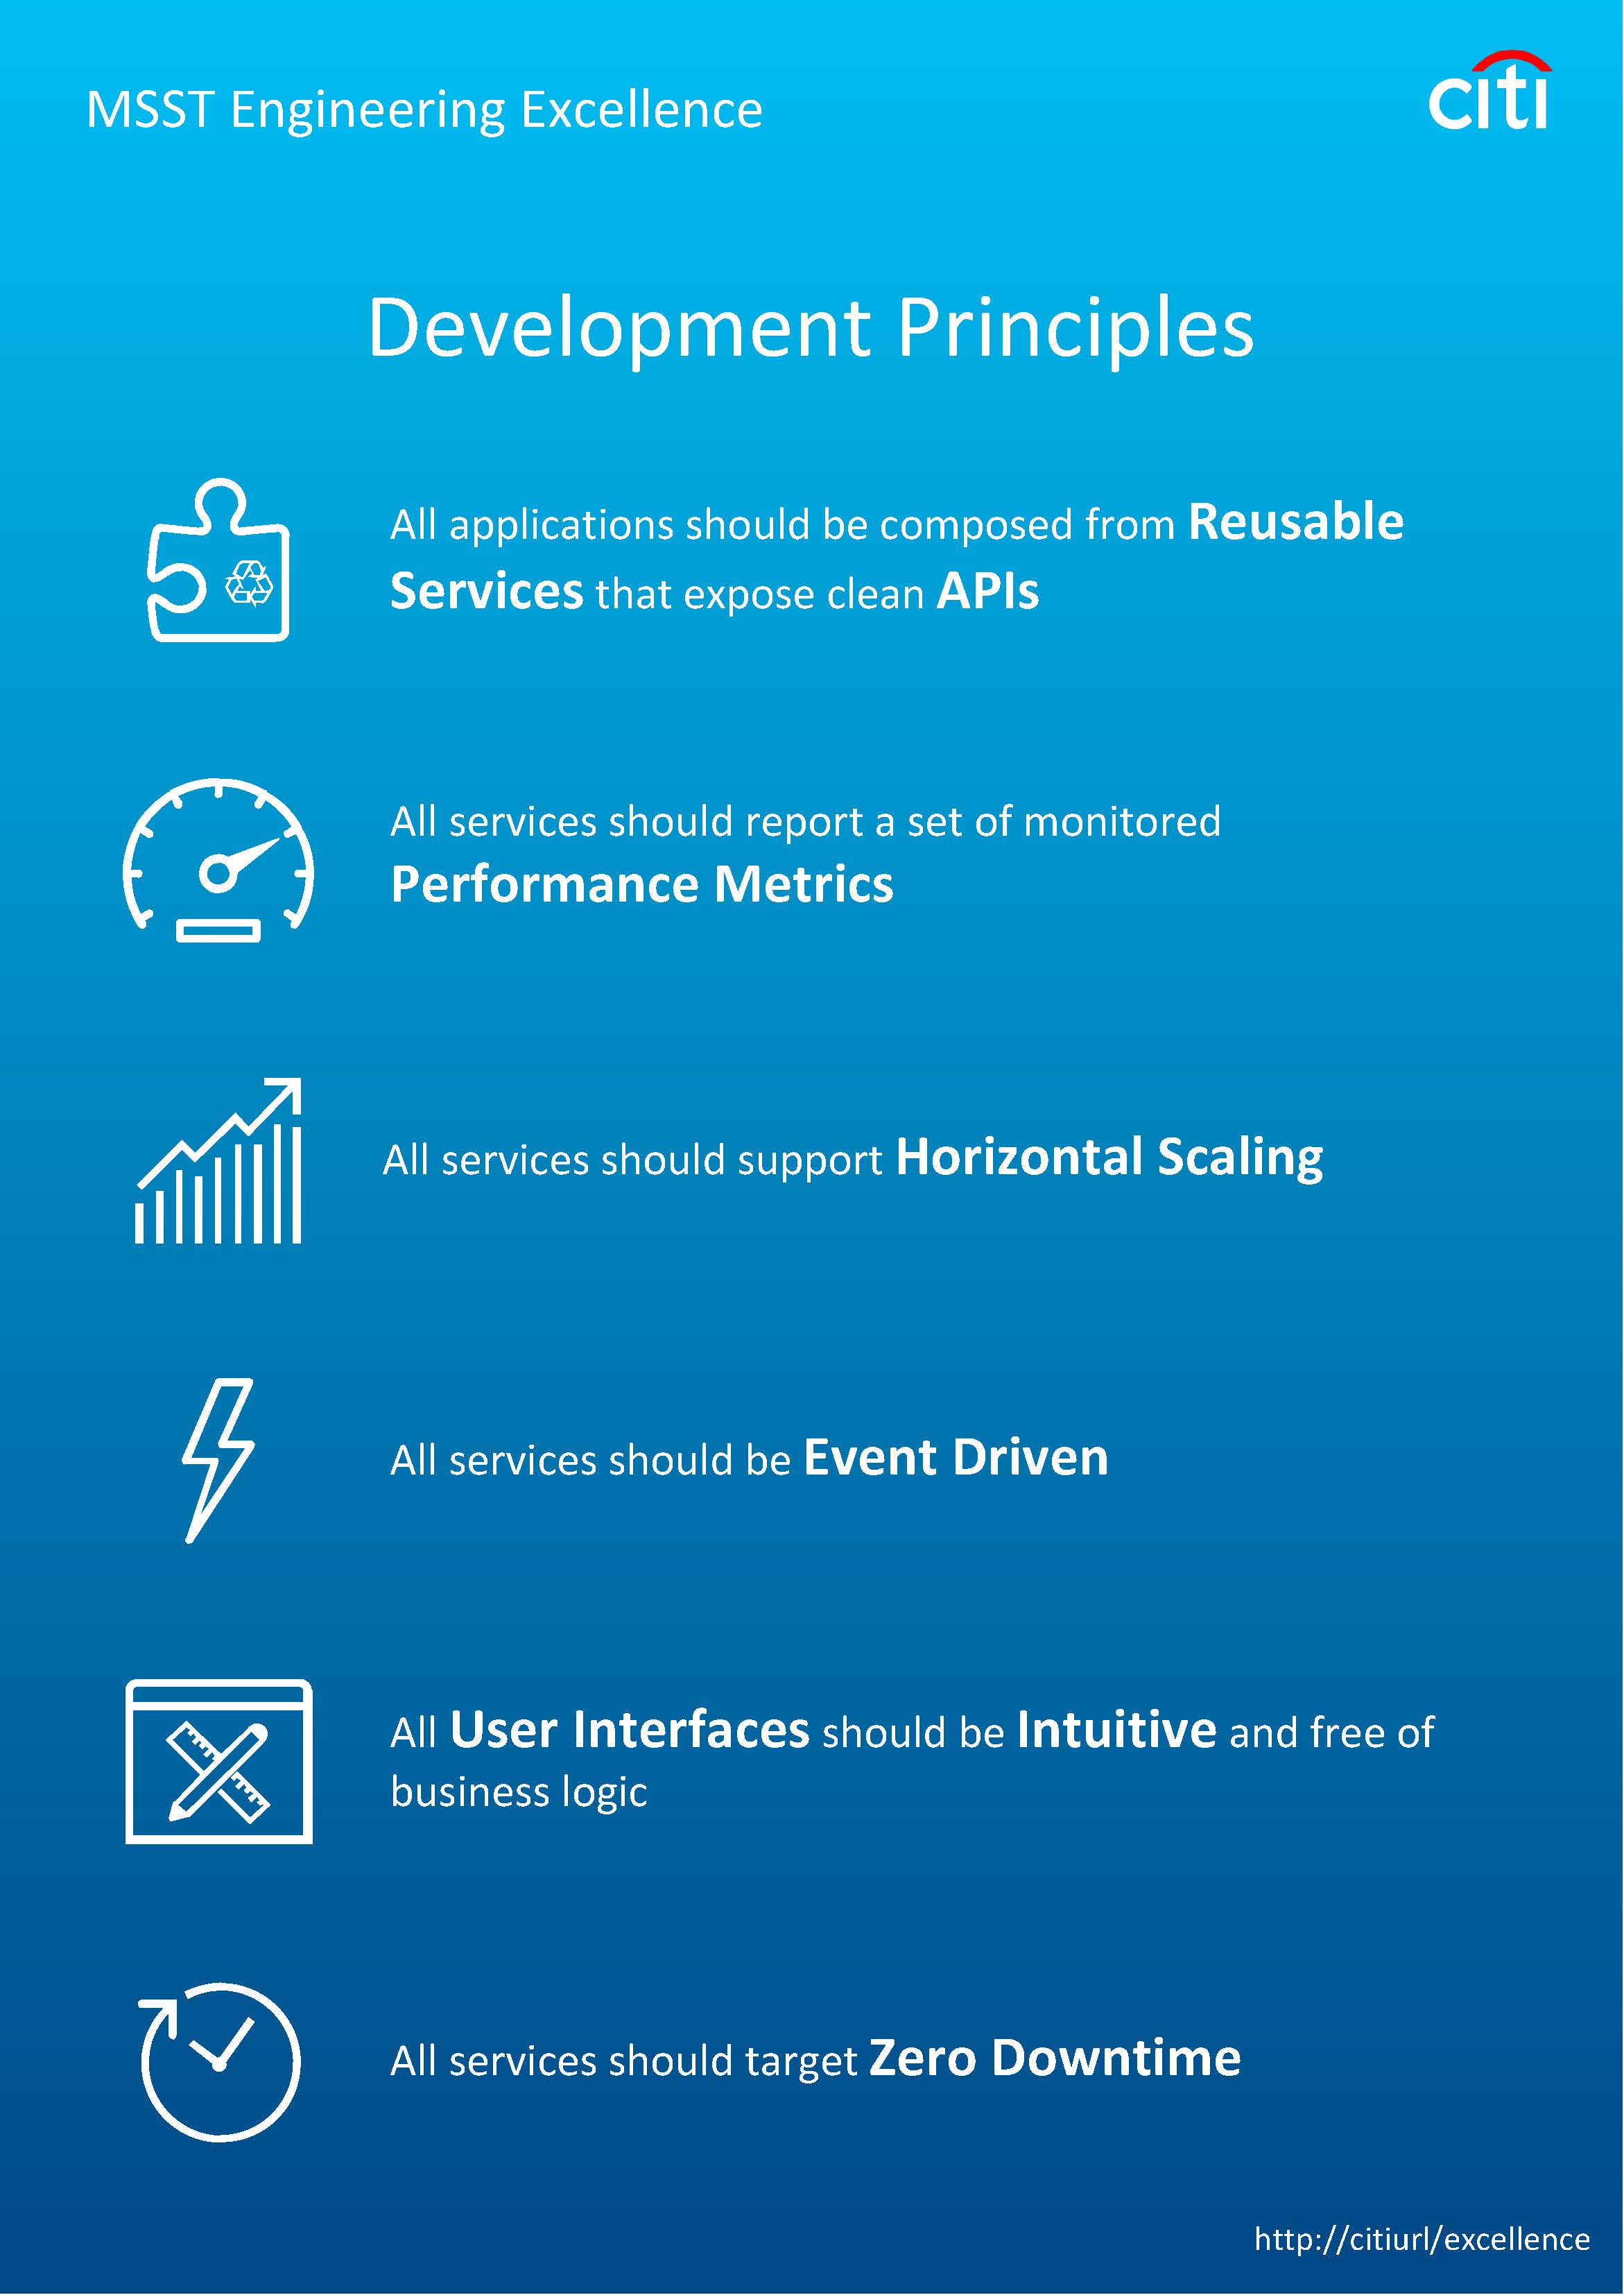 MSST Engineering Excellence
citi
Development Principles
All applications should be composed from Reusable
Services that expose clean APIs
All services should report a set of monitored
Performance Metrics
All services should support Horizontal Scaling
All services should be Event Driven
All User Interfaces should be Intuitive and free of
business logic
All services should target Zero Downtime
http://citiurl/excellence